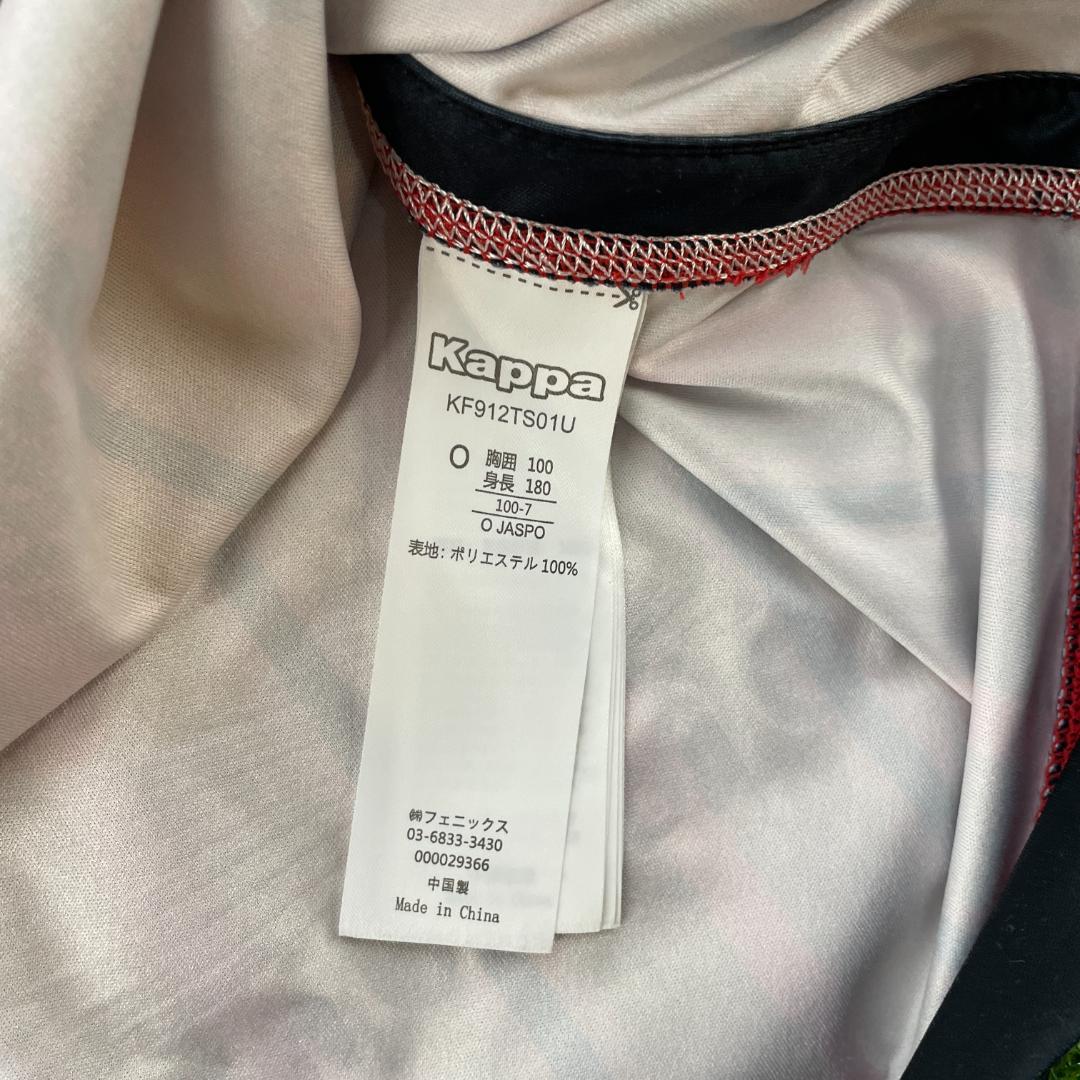 Kappa
KF912TS01U
O 胸囲 100
身長 180
100-7
O JASPO
表地: ポリエステル 100%
㈱フェニックス
03-6833-3430
000029366
中国製
Made in China